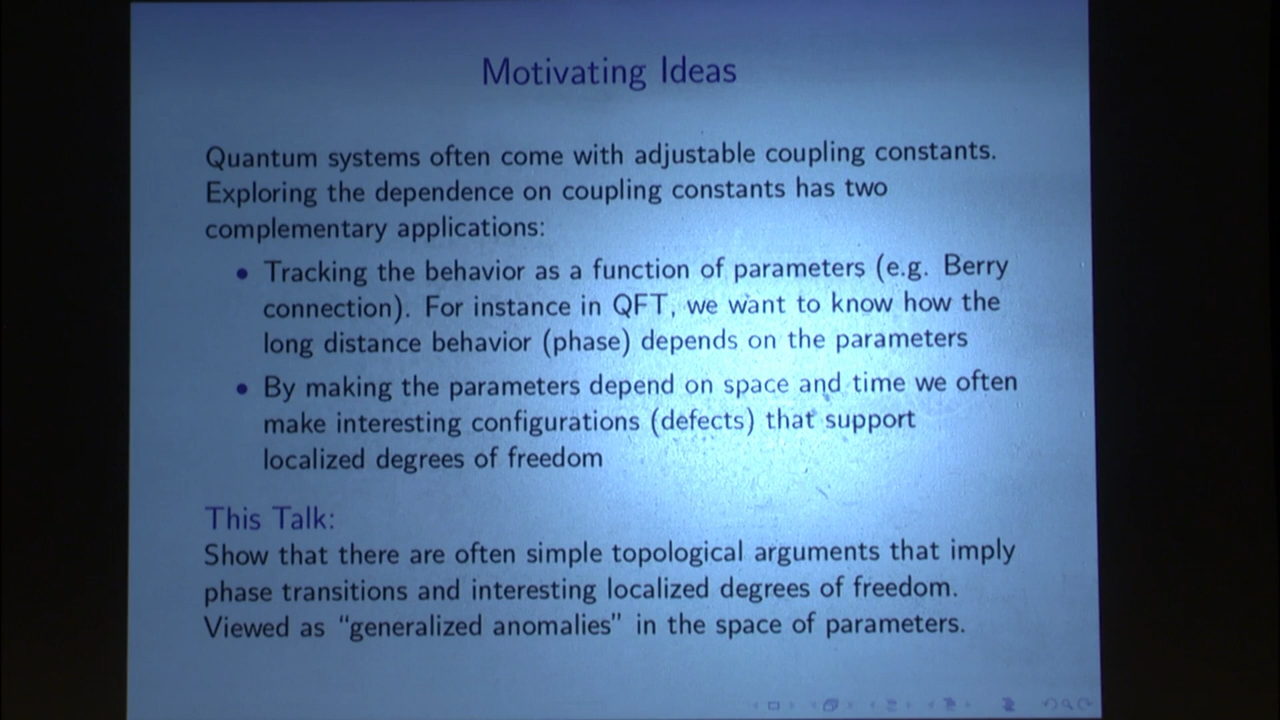 Motivating Ideas
Quantum systems often come with adjustable coupling constants.
Exploring the dependence on coupling constants has two
complementary applications:
• Tracking the behavior as a function of parameters (e.g. Berry
connection). For instance in QFT, we want to know how the
long distance behavior (phase) depends on the parameters
• By making the parameters depend on space and time we often
make interesting configurations (defects) that support
localized degrees of freedom
This Talk:
Show that there are often simple topological arguments that imply
phase transitions and interesting localized degrees of freedom.
Viewed as “generalized anomalies” in the space of parameters.